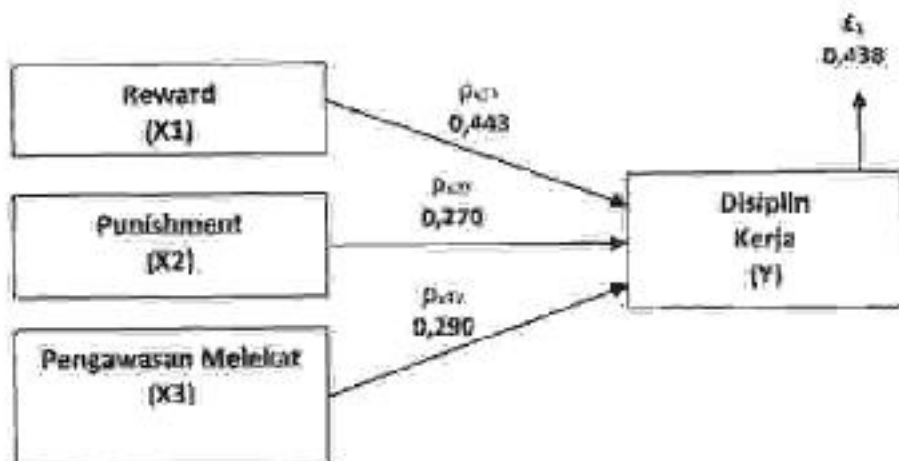 ε₁
0,438
Reward
(X1)
0,443
Punishment
(X2)
0,270
Disiplin
Kerja
(Y)
0,290
Pengawasan Melekat
(X3)